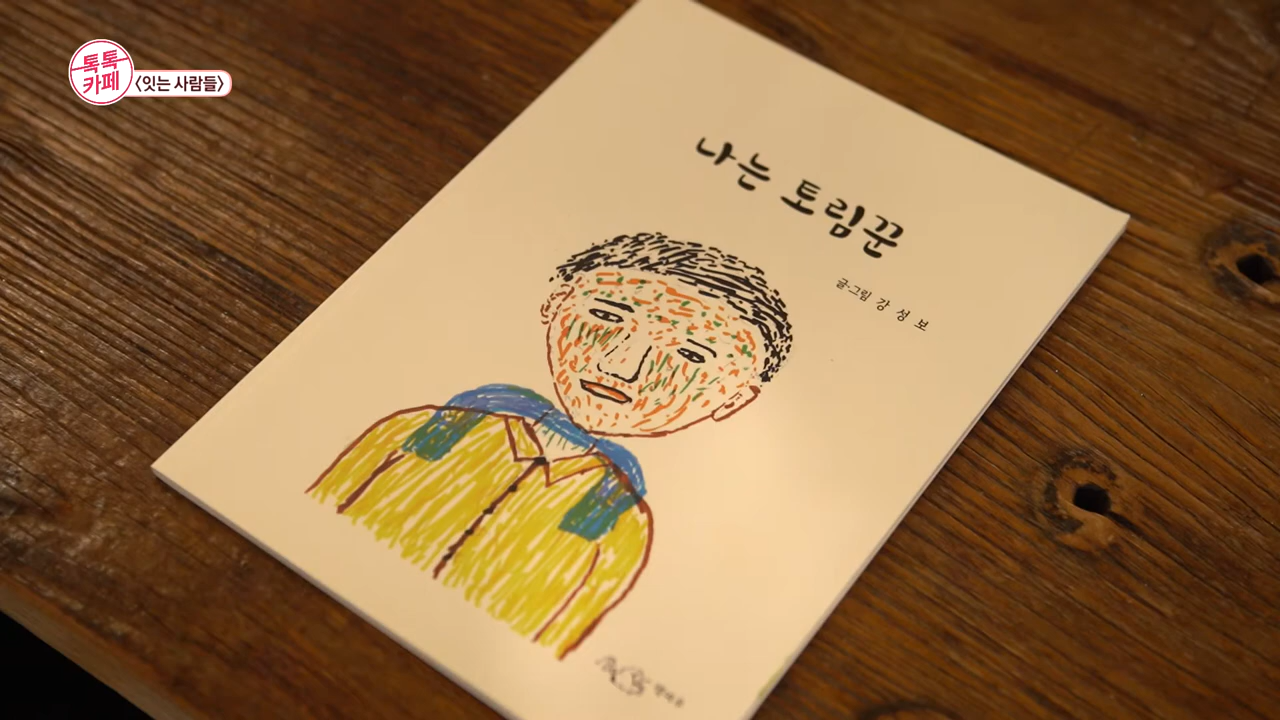 톡톡
카페
〈잇는 사람들〉
나는 토림꾼
글·그림 강성보